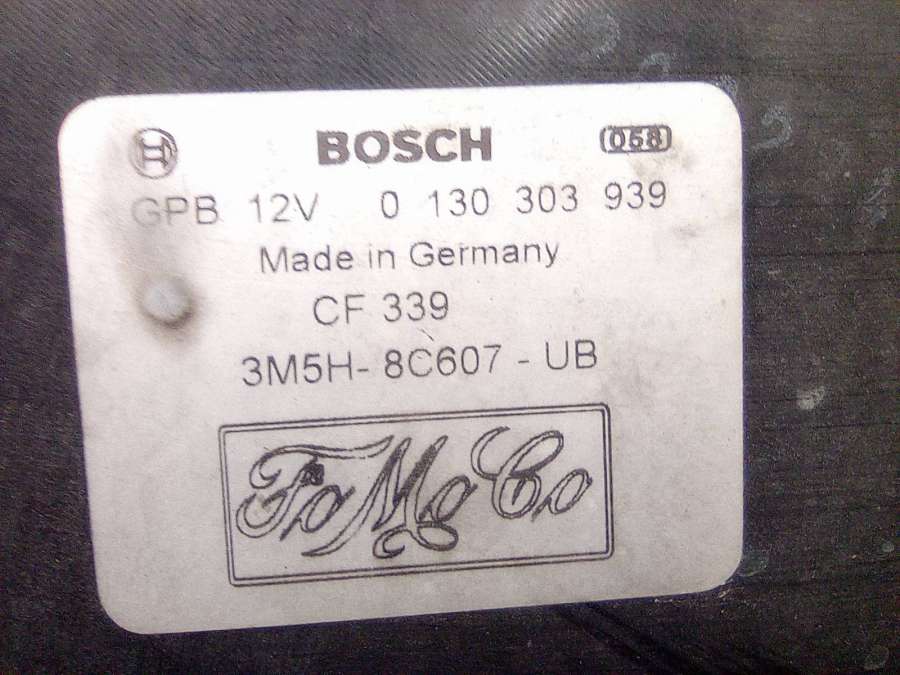 BOSCH 058
GPB 12V 0 130 303 939
Made in Germany
CF 339
3M5H- 8C607 - UB
FoMoCo